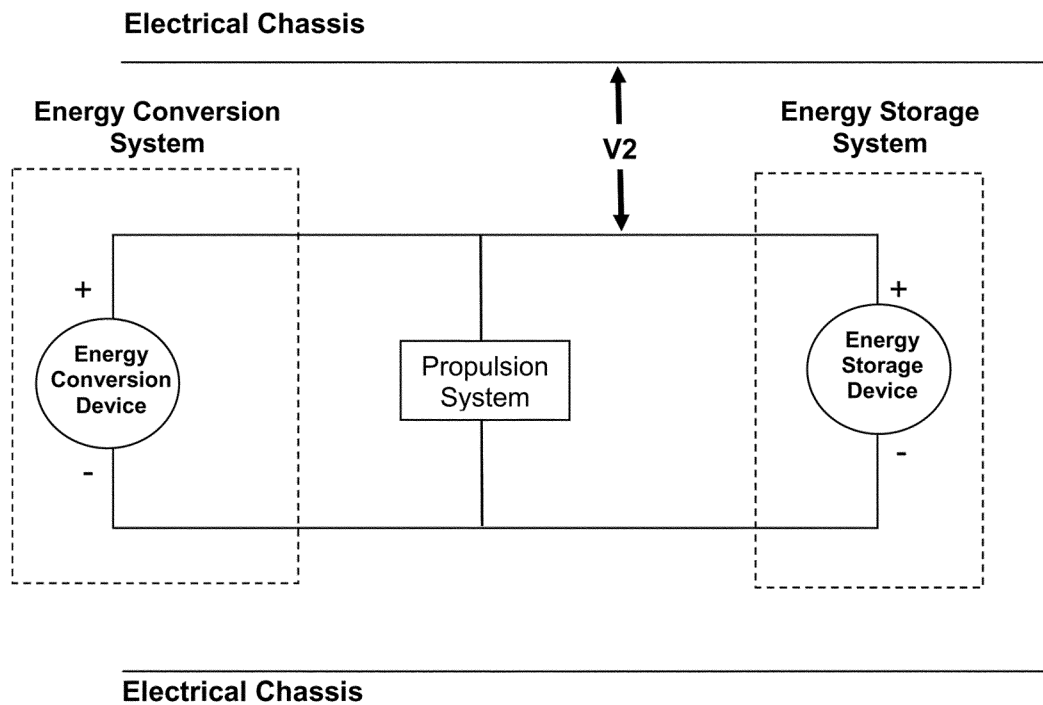 Electrical Chassis
Energy Conversion
System
Energy Storage
System
V2
+
+
Energy
Conversion
Device
Propulsion
System
Energy
Storage
Device
-
-
Electrical Chassis